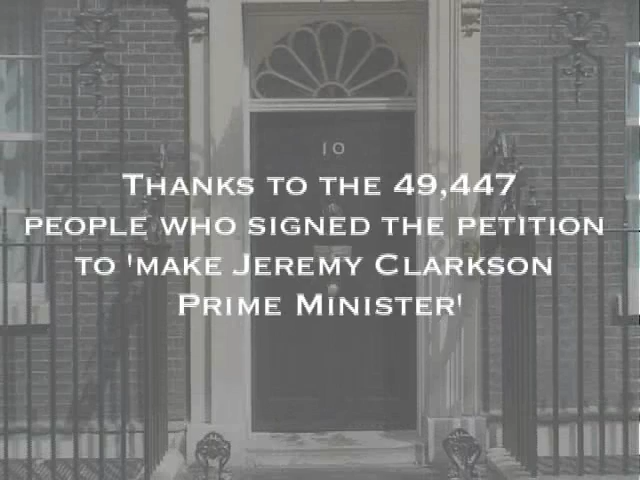 10
Thanks to the 49,447
people who signed the petition
to 'make Jeremy Clarkson
Prime Minister'